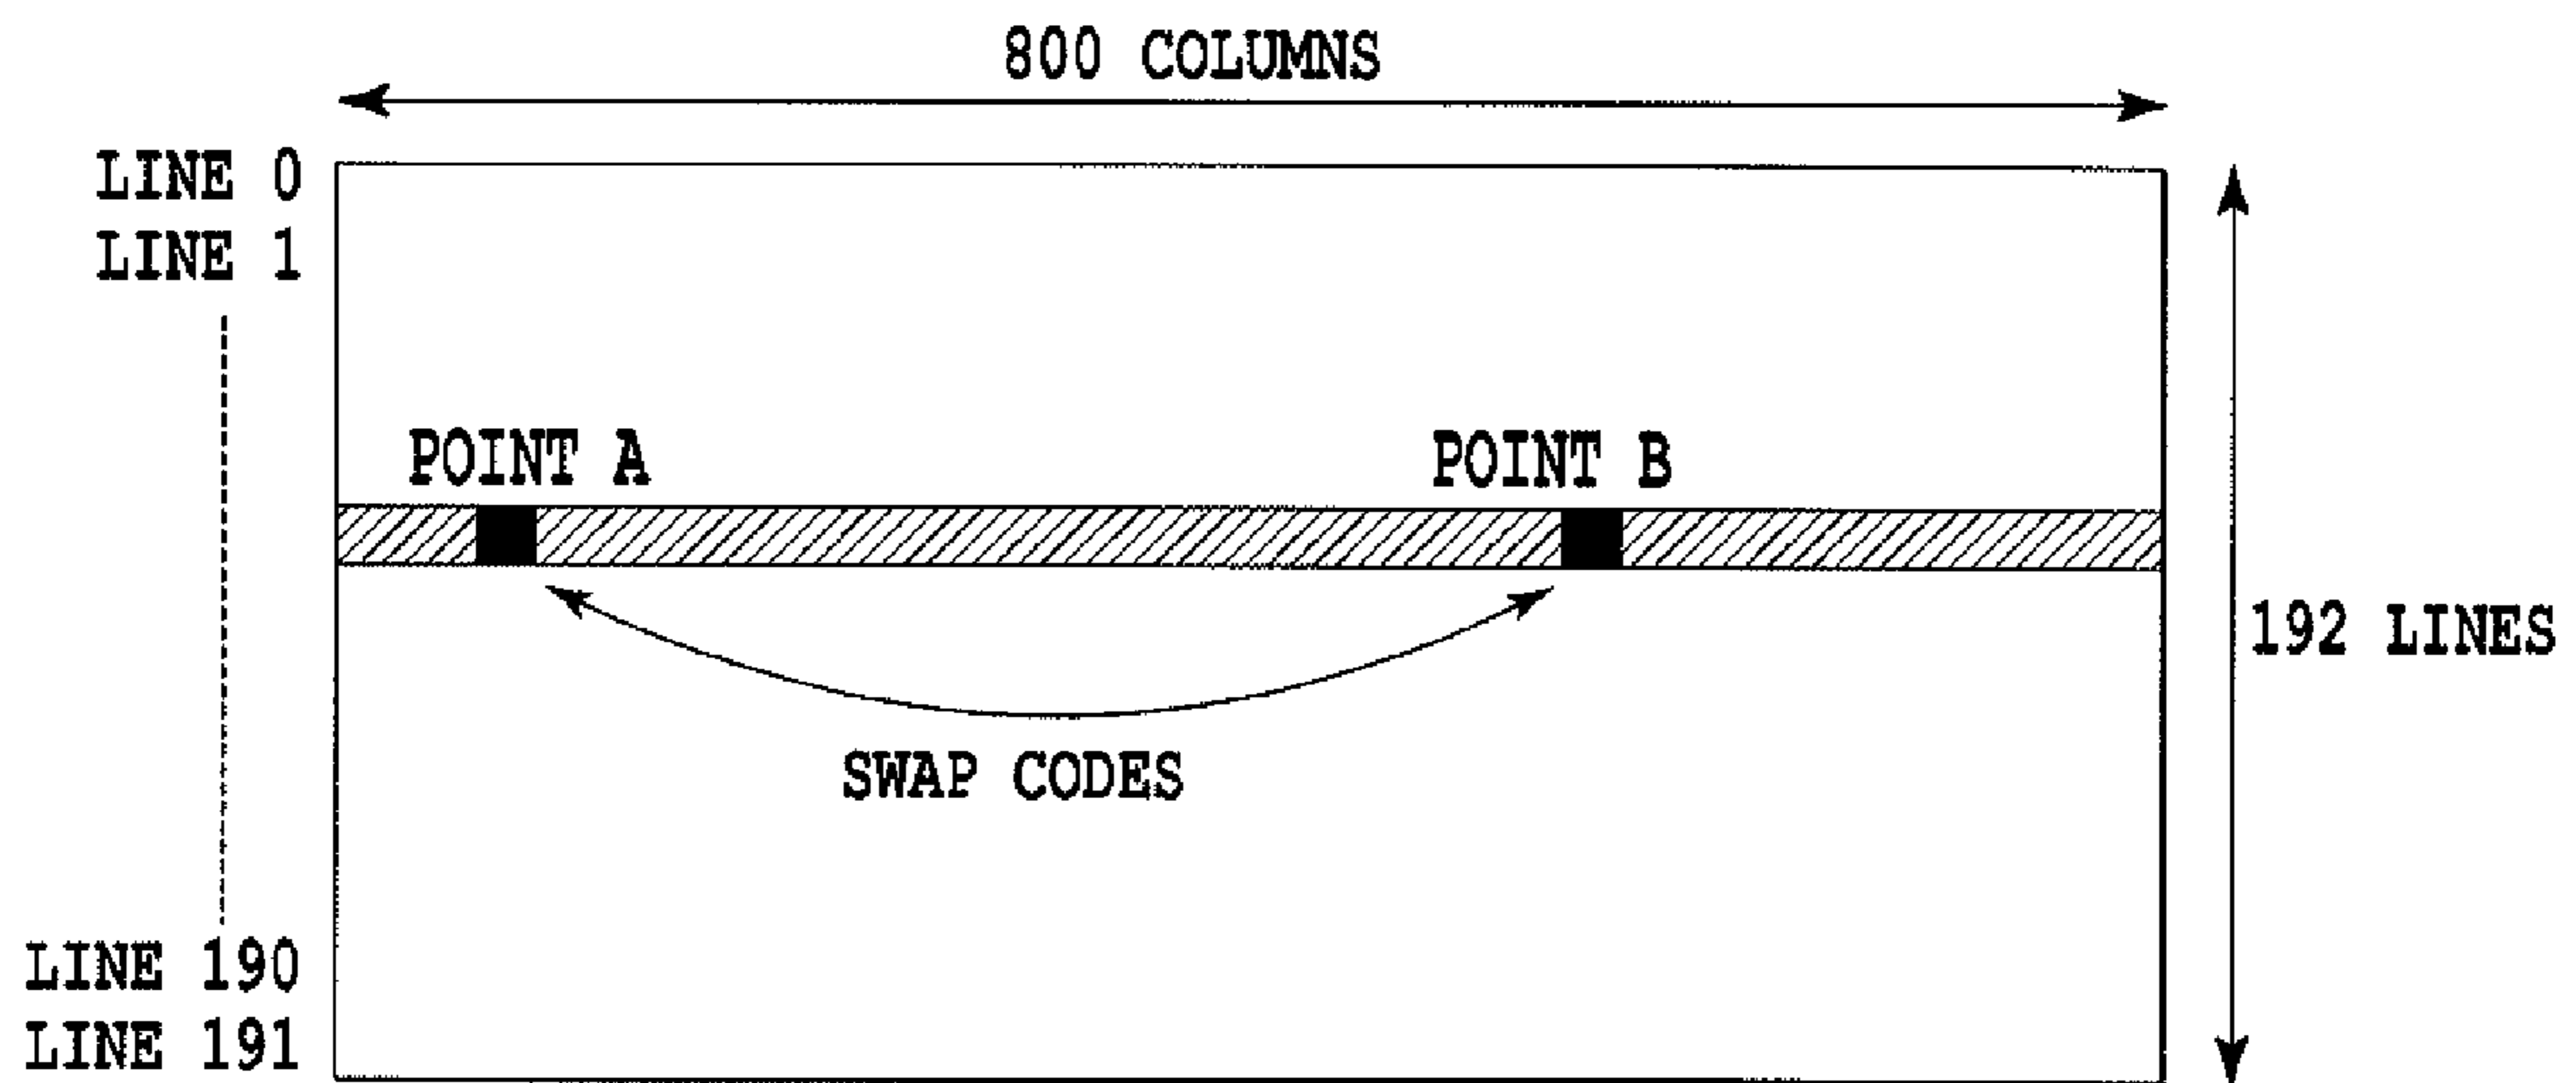 800 COLUMNS
LINE 0
LINE 1
POINT A
POINT B
192 LINES
SWAP CODES
LINE 190
LINE 191